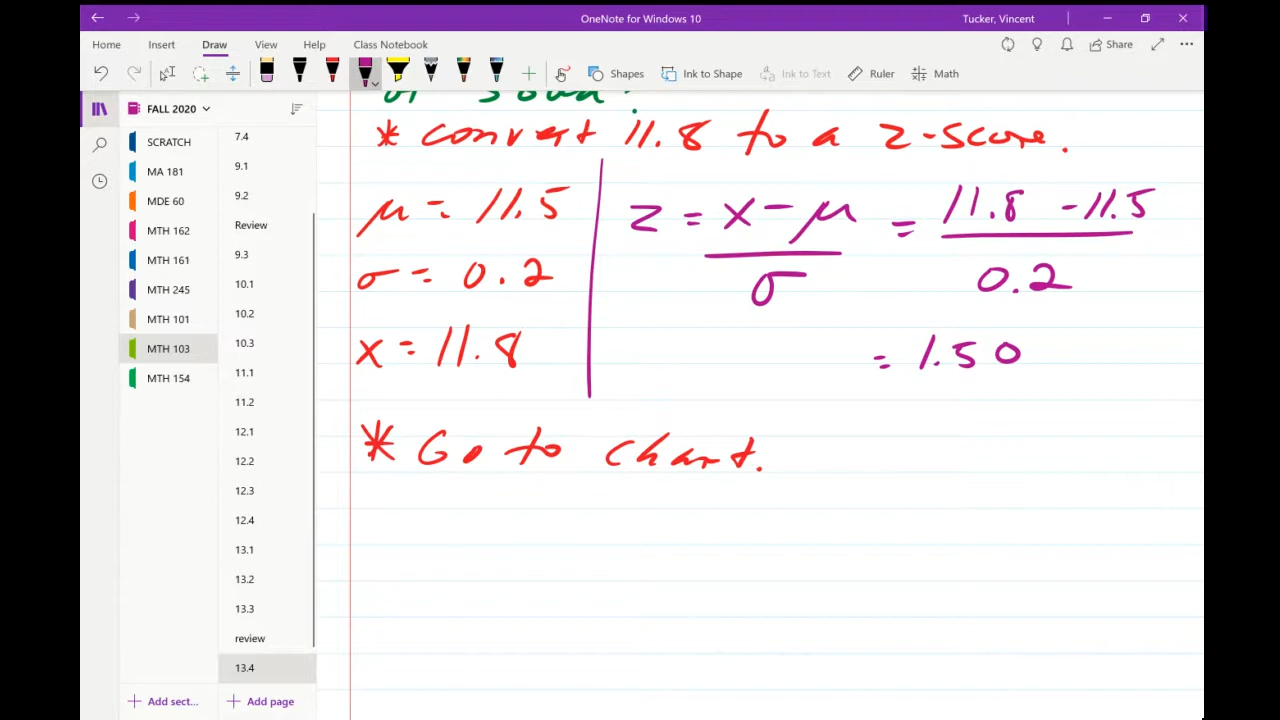 OneNote for Windows 10
Tucker, Vincent
Home Insert Draw View Help Class Notebook
Share
Shapes Ink to Shape Ink to Text Ruler Math
FALL 2020
SCRATCH
MA 181
MDE 60
MTH 162
MTH 161
MTH 245
MTH 101
MTH 103
MTH 154
Add sect...
7.4
9.1
9.2
Review
9.3
10.1
10.2
10.3
11.1
11.2
12.1
12.2
12.3
12.4
13.1
13.2
13.3
review
13.4
Add page
* convert 11.8 to a z-score.
μ = 11.5
σ = 0.2
x = 11.8
z = x - μ / σ = 11.8 - 11.5 / 0.2
= 1.50
* Go to chart.